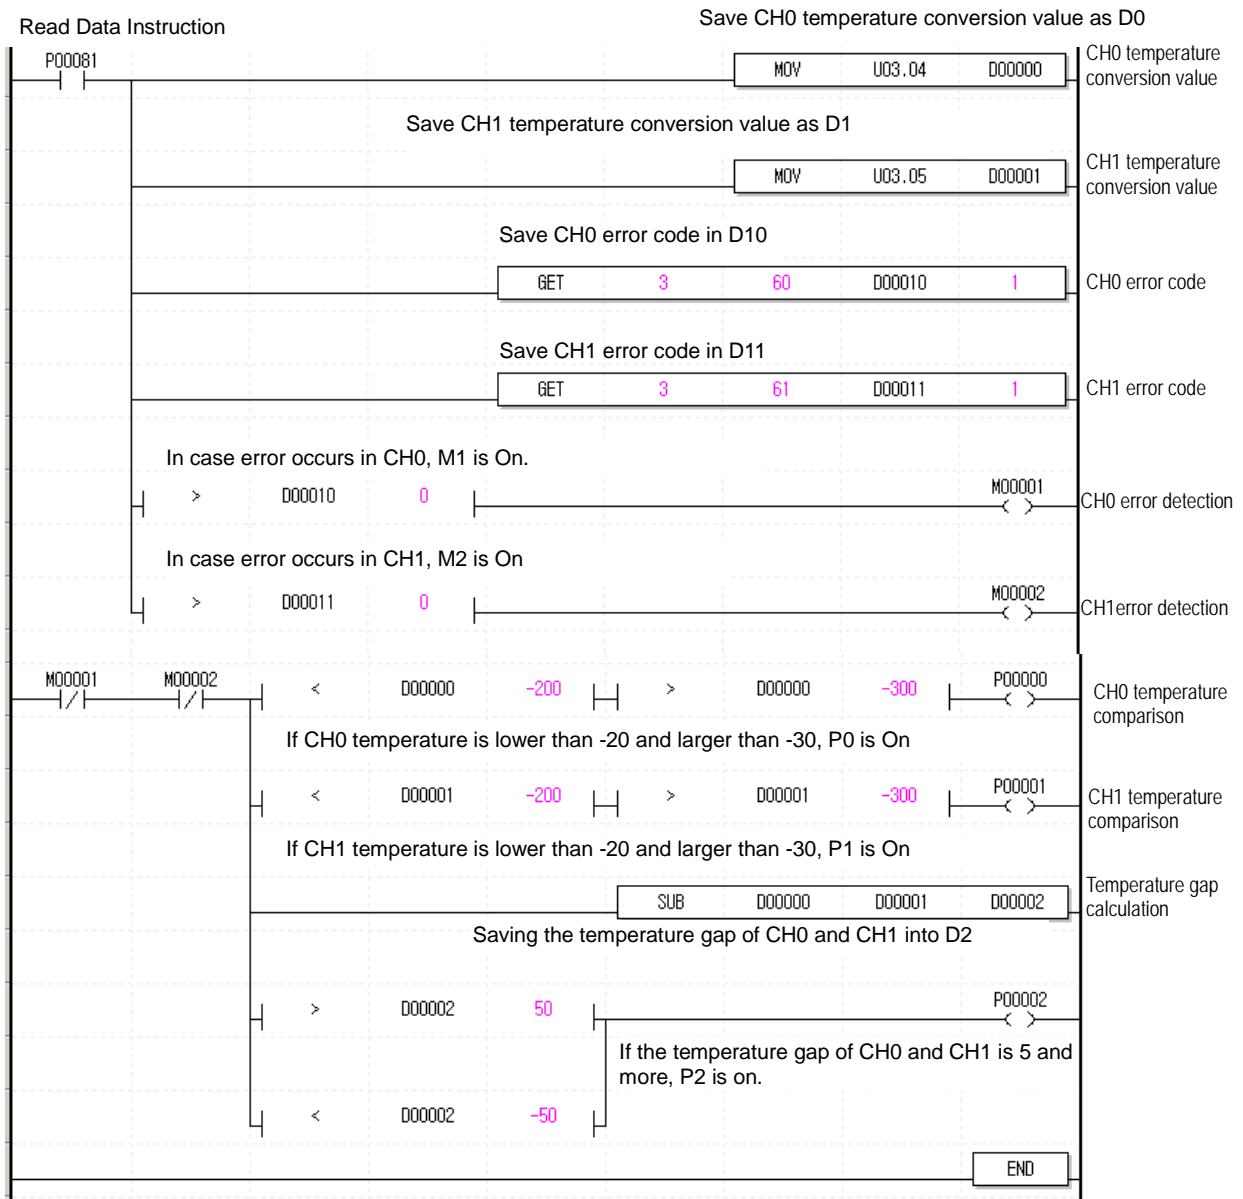 Read Data Instruction
Save CH0 temperature conversion value as D0
P00081
MOV U03.04 D00000
CH0 temperature
conversion value
Save CH1 temperature conversion value as D1
MOV U03.05 D00001
CH1 temperature
conversion value
Save CH0 error code in D10
GET 3 60 D00010 1
CH0 error code
Save CH1 error code in D11
GET 3 61 D00011 1
CH1 error code
In case error occurs in CH0, M1 is On.
> D00010 0
M00001
CH0 error detection
In case error occurs in CH1, M2 is On
> D00011 0
M00002
CH1error detection
M00001 M00002
< D00000 -200 > D00000 -300
P00000
CH0 temperature
comparison
If CH0 temperature is lower than -20 and larger than -30, P0 is On
< D00001 -200 > D00001 -300
P00001
CH1 temperature
comparison
If CH1 temperature is lower than -20 and larger than -30, P1 is On
SUB D00000 D00001 D00002
Temperature gap
calculation
Saving the temperature gap of CH0 and CH1 into D2
> D00002 50
P00002
If the temperature gap of CH0 and CH1 is 5 and
more, P2 is on.
< D00002 -50
END